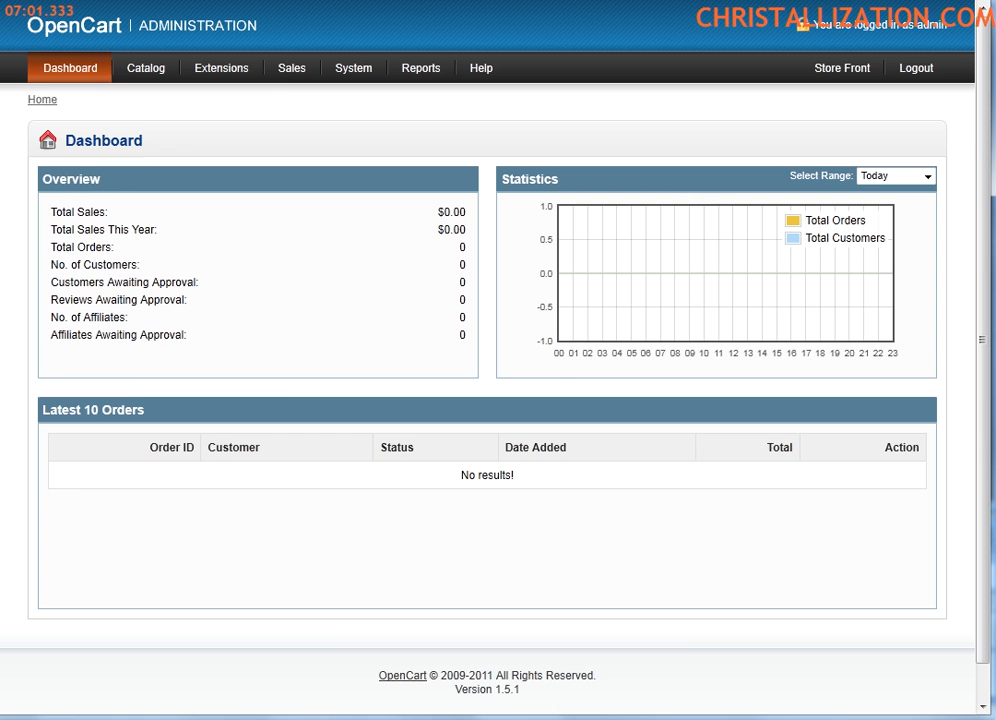 07:01.333
CHRISTALLIZATION.COM
OpenCart | ADMINISTRATION
You are logged in as admin
Dashboard Catalog Extensions Sales System Reports Help Store Front Logout
Home
Dashboard
Overview
Total Sales: $0.00
Total Sales This Year: $0.00
Total Orders: 0
No. of Customers: 0
Customers Awaiting Approval: 0
Reviews Awaiting Approval: 0
No. of Affiliates: 0
Affiliates Awaiting Approval: 0
Statistics Select Range: Today
1.0
0.5
0.0
-0.5
-1.0
Total Orders
Total Customers
00 01 02 03 04 05 06 07 08 09 10 11 12 13 14 15 16 17 18 19 20 21 22 23
Latest 10 Orders
Order ID Customer Status Date Added Total Action
No results!
OpenCart © 2009-2011 All Rights Reserved.
Version 1.5.1